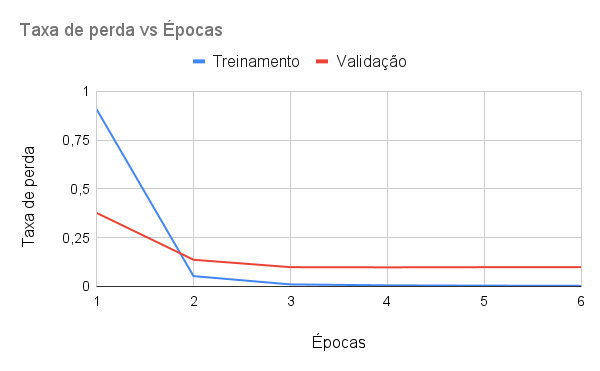 Taxa de perda vs Épocas
Treinamento Validação
1
0,75
0,5
0,25
0
Taxa de perda
1 2 3 4 5 6
Épocas